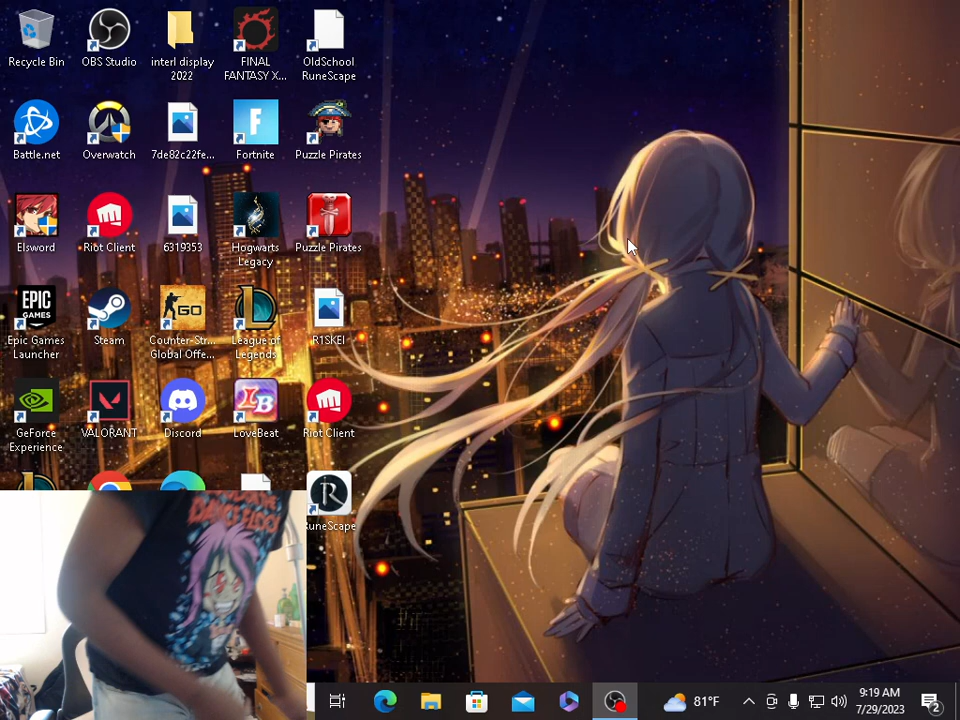 Recycle Bin
OBS Studio
interl display
2022
FINAL
FANTASY X...
OldSchool
RuneScape
Battle.net
Overwatch
7de82c22fe...
F
Fortnite
Puzzle Pirates
Elsword
Riot Client
6319353
Hogwarts
Legacy
Puzzle Pirates
EPIC
GAMES
Epic Games
Launcher
Steam
GO
Counter-Str...
Global Offe...
League of
Legends
R1SKEI
GeForce
Experience
VALORANT
Discord
LB
LoveBeat
Riot Client
R
RuneScape
DANCE FLOOR
81°F
9:19 AM
7/29/2023
2